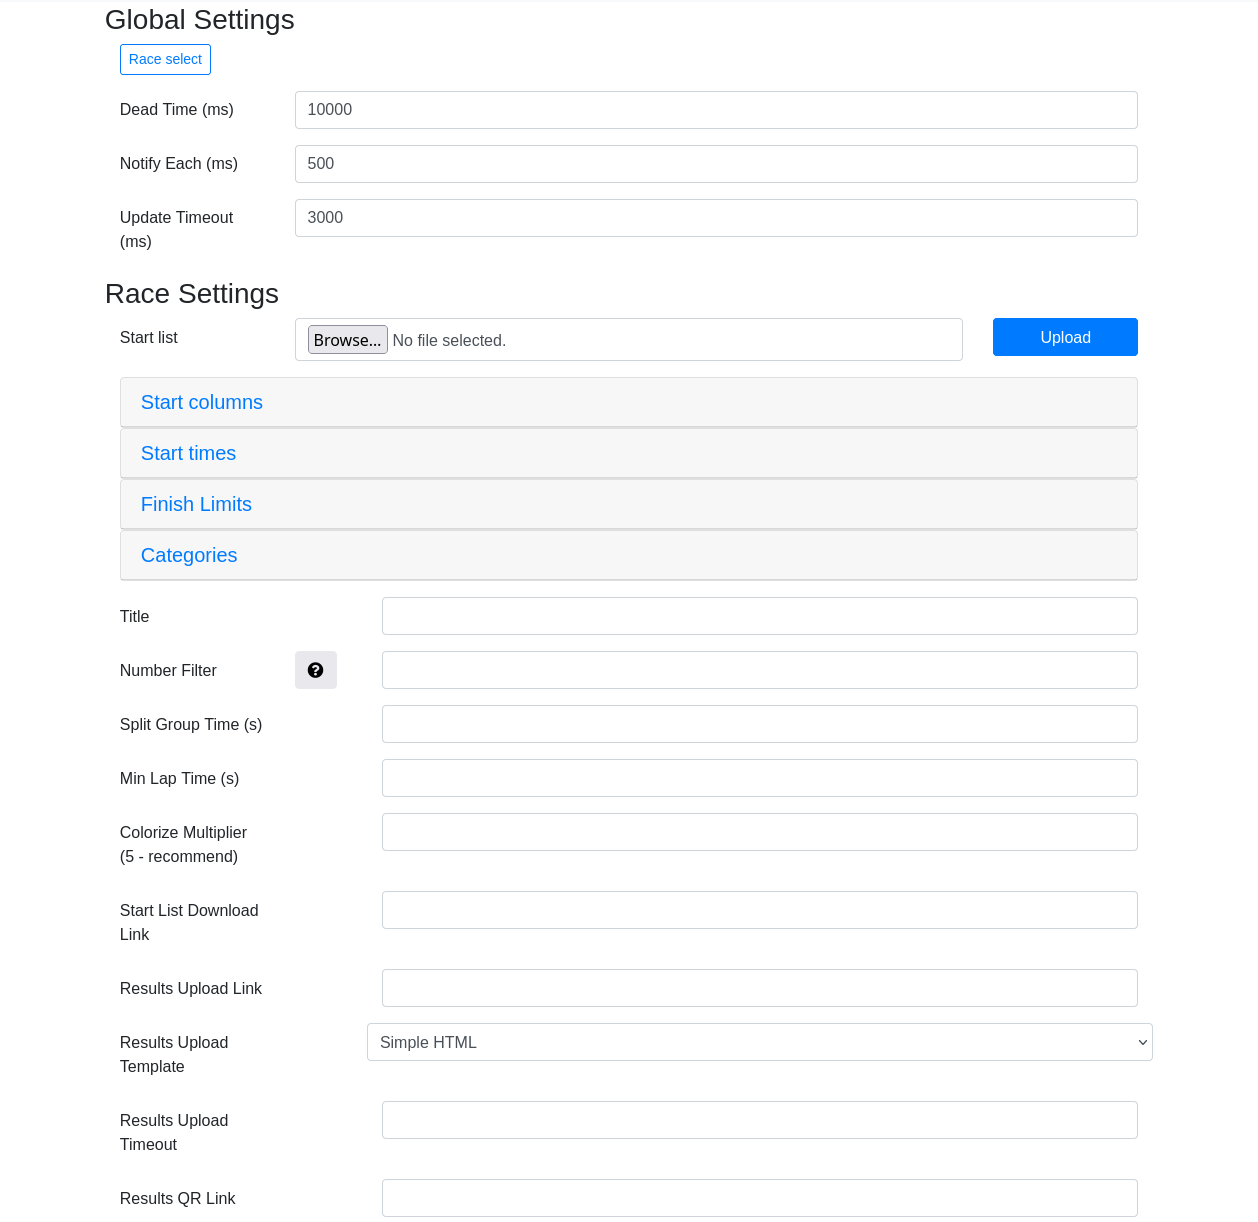 Global Settings
Race select
Dead Time (ms)
10000
Notify Each (ms)
500
Update Timeout
(ms)
3000
Race Settings
Start list
Browse... No file selected.
Upload
Start columns
Start times
Finish Limits
Categories
Title
Number Filter
?
Split Group Time (s)
Min Lap Time (s)
Colorize Multiplier
(5 - recommend)
Start List Download
Link
Results Upload Link
Results Upload
Template
Simple HTML
Results Upload
Timeout
Results QR Link